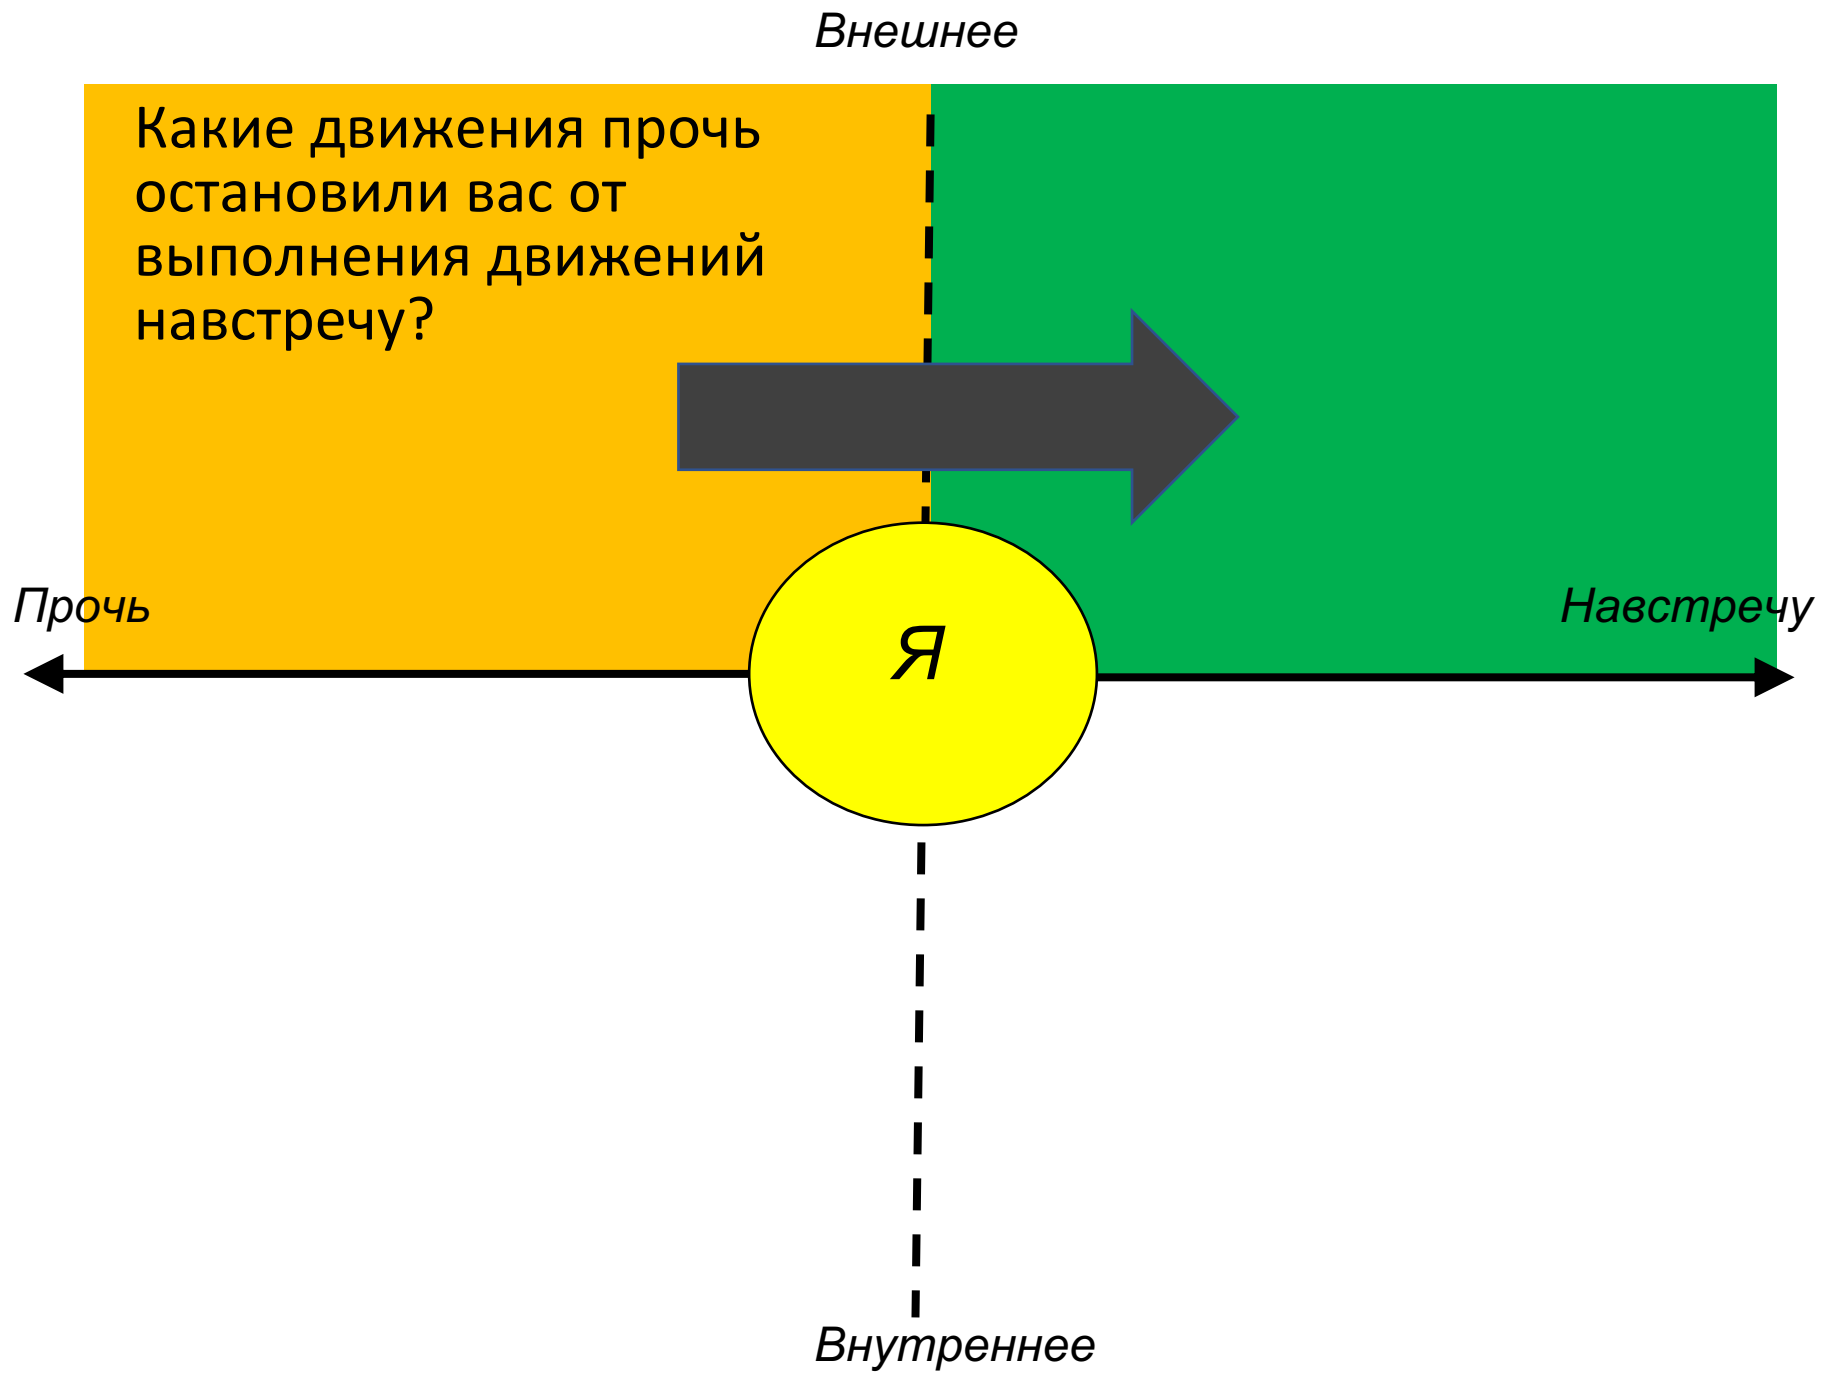 Внешнее
Какие движения прочь
остановили вас от
выполнения движений
навстречу?
Прочь
Навстречу
Я
Внутреннее